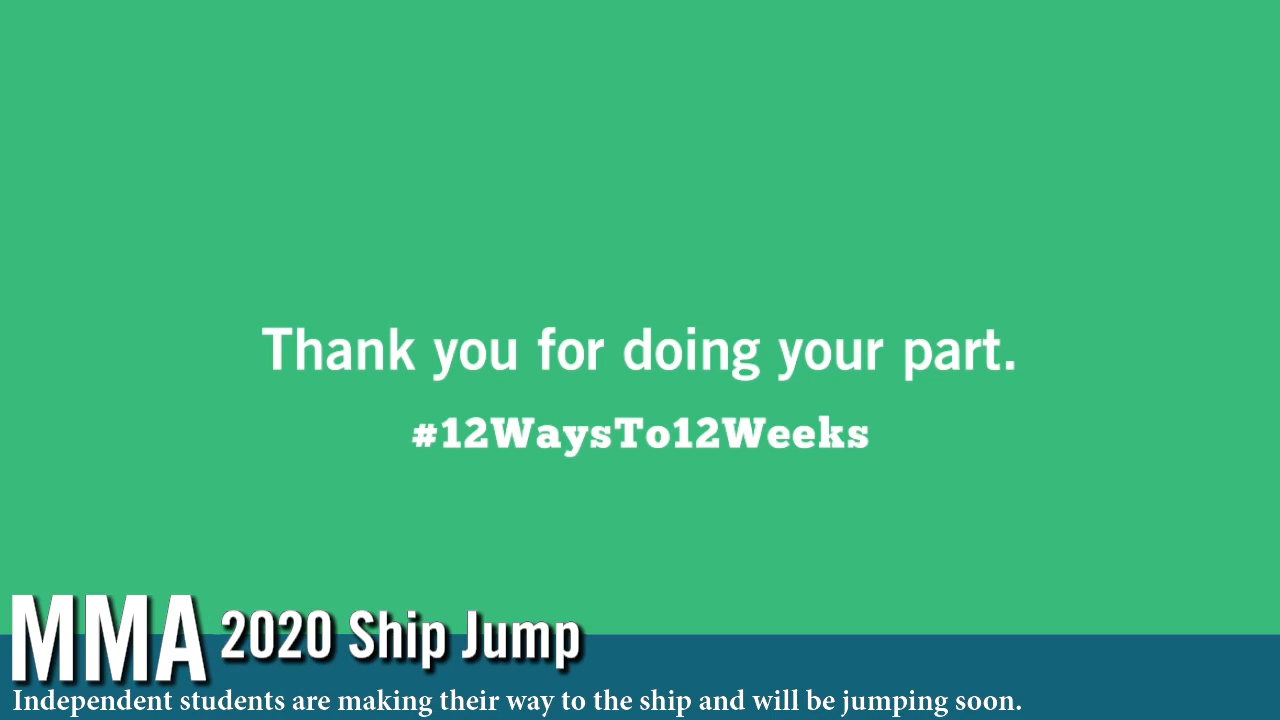 Thank you for doing your part.
#12WaysTo12Weeks
MMA 2020 Ship Jump
Independent students are making their way to the ship and will be jumping soon.